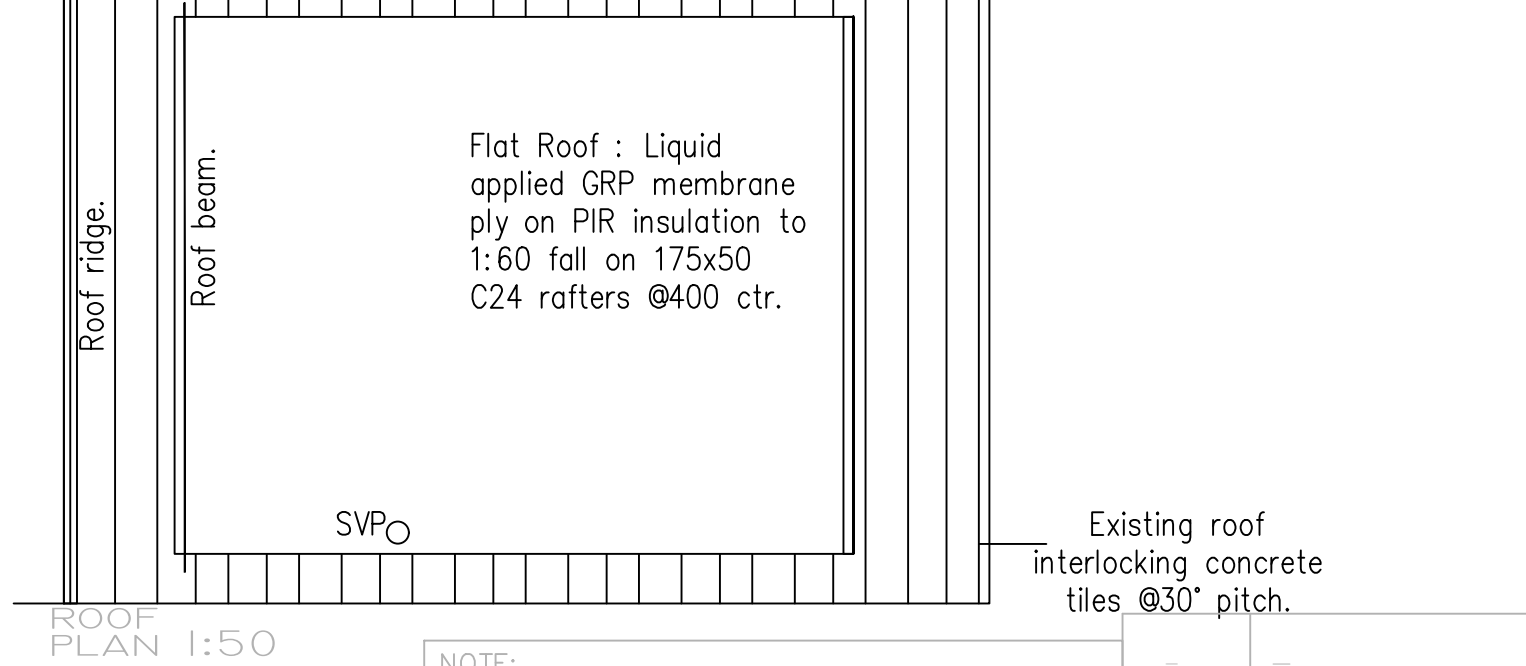 Roof ridge.
Roof beam.
Flat Roof : Liquid
applied GRP membrane
ply on PIR insulation to
1:60 fall on 175x50
C24 rafters @400 ctr.
SVP
Existing roof
interlocking concrete
tiles @30° pitch.
ROOF
PLAN 1:50
NOTE: